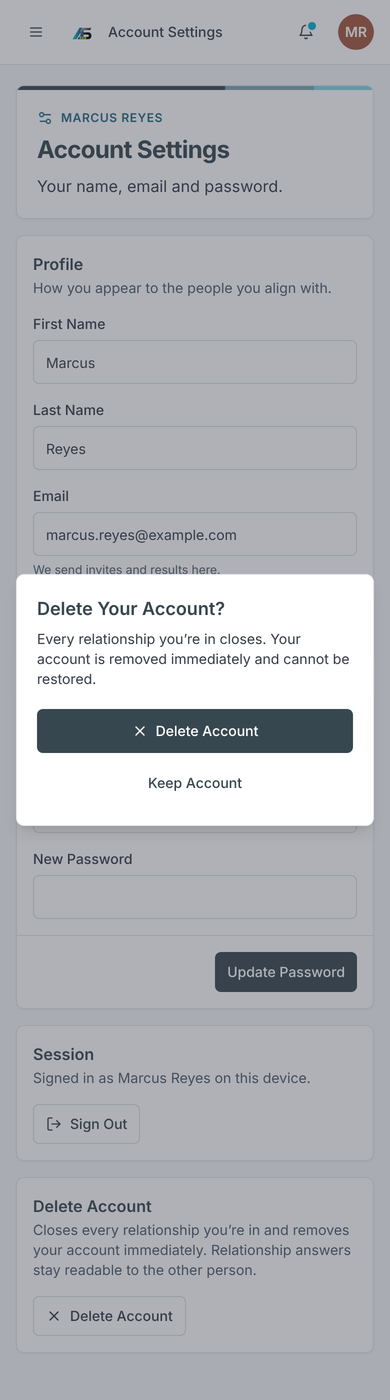 Account Settings
MR
MARCUS REYES
Account Settings
Your name, email and password.
Profile
How you appear to the people you align with.
First Name
Marcus
Last Name
Reyes
Email
marcus.reyes@example.com
We send invites and results here.
Delete Your Account?
Every relationship you’re in closes. Your
account is removed immediately and cannot be
restored.
Delete Account
Keep Account
New Password
Update Password
Session
Signed in as Marcus Reyes on this device.
Sign Out
Delete Account
Closes every relationship you’re in and removes
your account immediately. Relationship answers
stay readable to the other person.
Delete Account